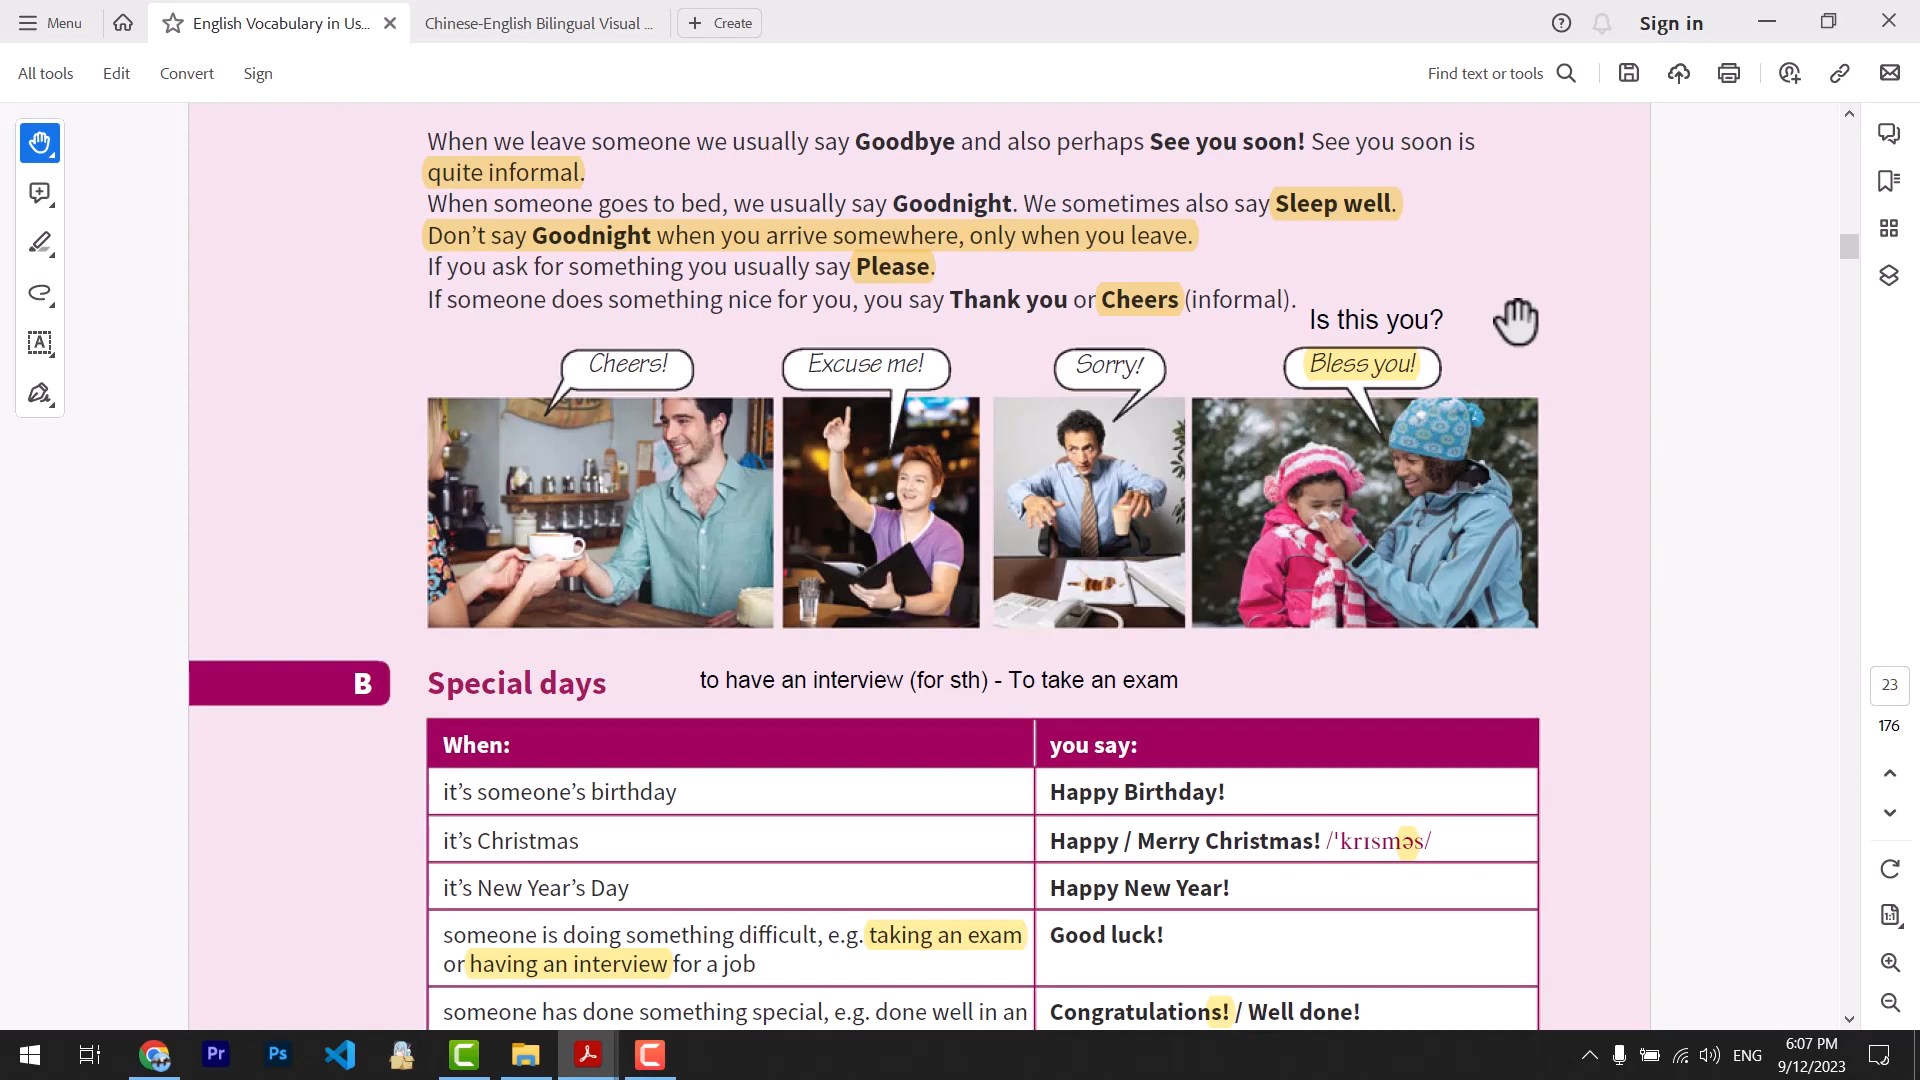 Menu
English Vocabulary in Us...
Chinese-English Bilingual Visual ...
Create
Sign in
All tools
Edit
Convert
Sign
Find text or tools
When we leave someone we usually say Goodbye and also perhaps See you soon! See you soon is
quite informal.
When someone goes to bed, we usually say Goodnight. We sometimes also say Sleep well.
Don't say Goodnight when you arrive somewhere, only when you leave.
If you ask for something you usually say Please.
If someone does something nice for you, you say Thank you or Cheers (informal).
Is this you?
Cheers!
Excuse me!
Sorry!
Bless you!
B
Special days
to have an interview (for sth) - To take an exam
When:
you say:
it's someone's birthday
Happy Birthday!
it's Christmas
Happy / Merry Christmas! /ˈkrɪsməs/
it's New Year's Day
Happy New Year!
someone is doing something difficult, e.g. taking an exam
or having an interview for a job
Good luck!
someone has done something special, e.g. done well in an
Congratulations! / Well done!
23
176
1:1
Pr
Ps
ENG
6:07 PM
9/12/2023